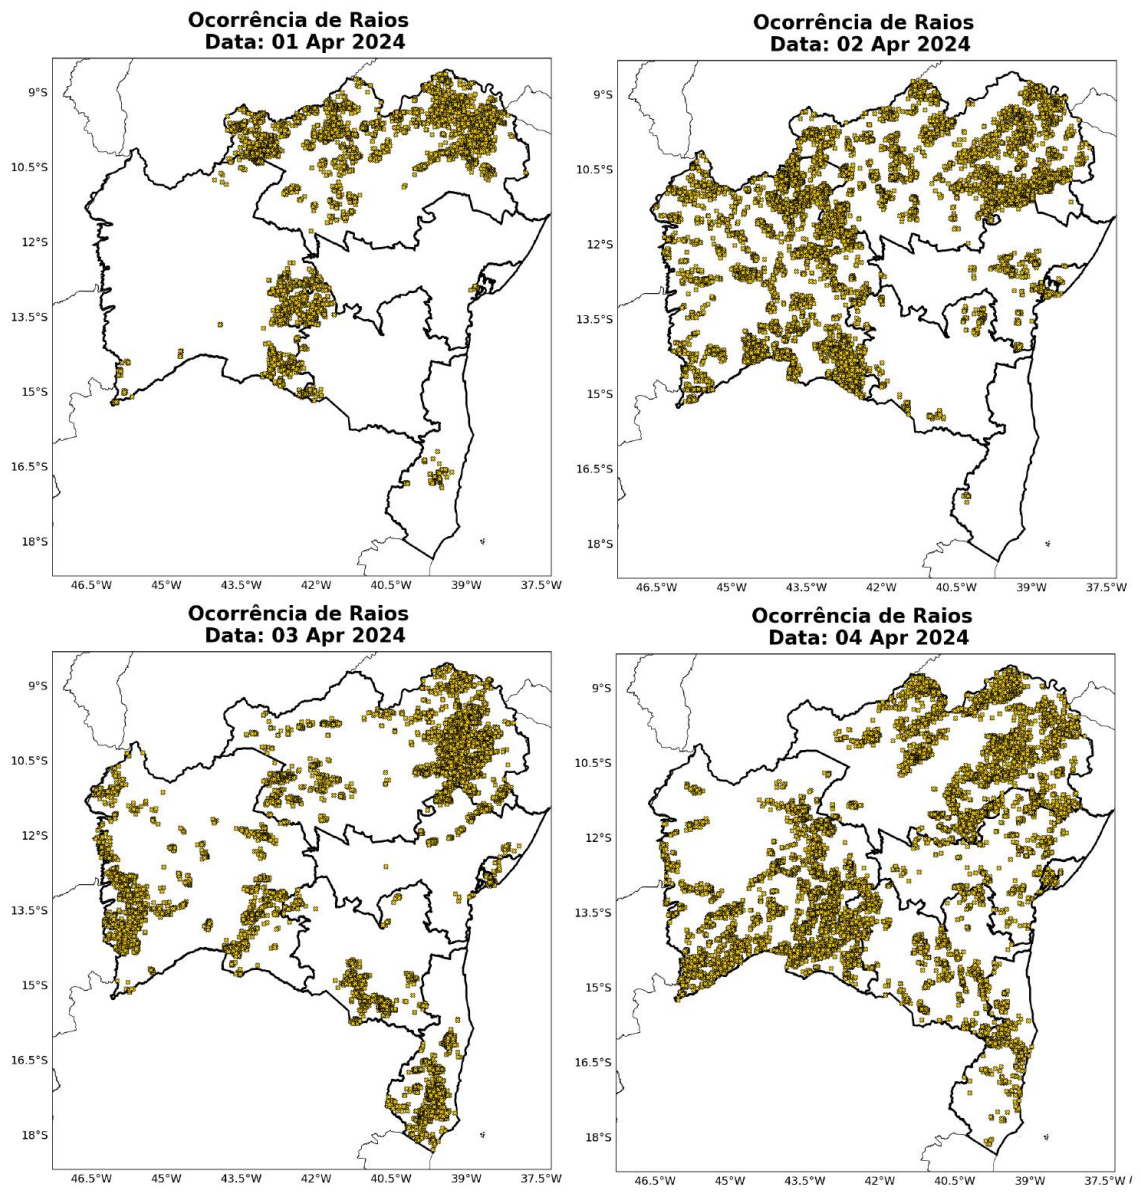 Ocorrência de Raios
Data: 01 Apr 2024
9°S
10.5°S
12°S
13.5°S
15°S
16.5°S
18°S
46.5°W 45°W 43.5°W 42°W 40.5°W 39°W 37.5°W
Ocorrência de Raios
Data: 02 Apr 2024
9°S
10.5°S
12°S
13.5°S
15°S
16.5°S
18°S
46.5°W 45°W 43.5°W 42°W 40.5°W 39°W 37.5°W
Ocorrência de Raios
Data: 03 Apr 2024
9°S
10.5°S
12°S
13.5°S
15°S
16.5°S
18°S
46.5°W 45°W 43.5°W 42°W 40.5°W 39°W 37.5°W
Ocorrência de Raios
Data: 04 Apr 2024
9°S
10.5°S
12°S
13.5°S
15°S
16.5°S
18°S
46.5°W 45°W 43.5°W 42°W 40.5°W 39°W 37.5°W